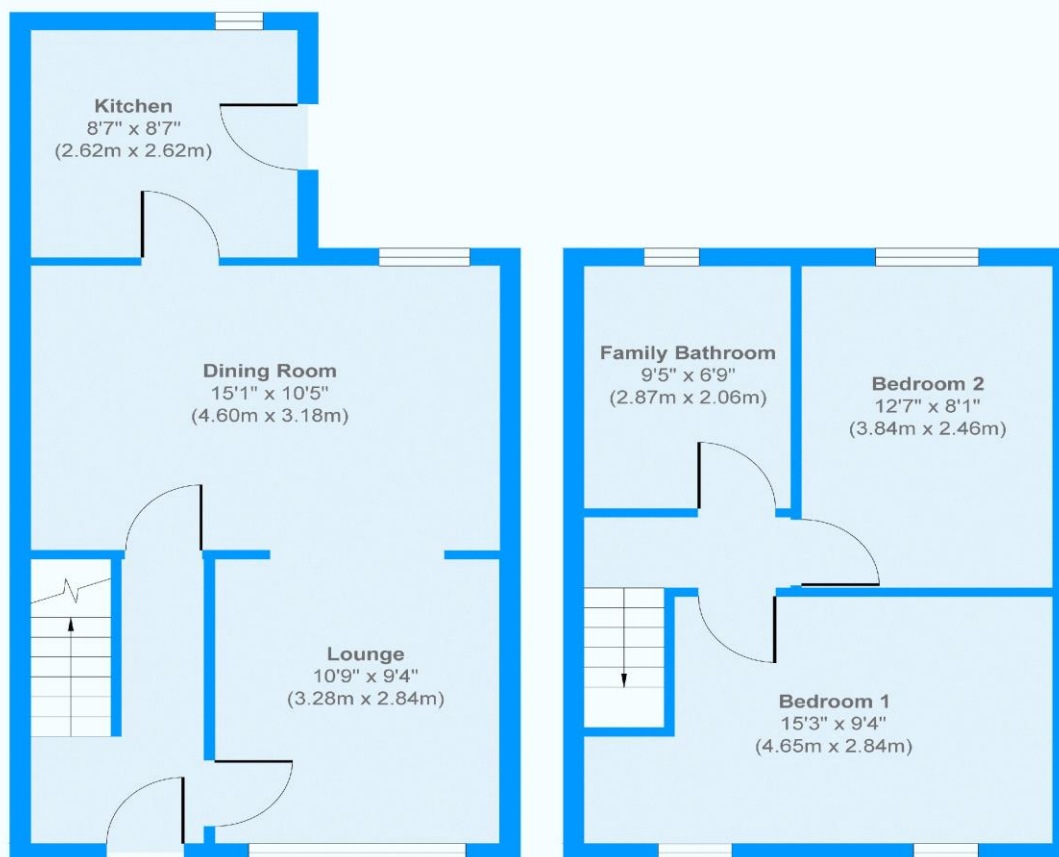 Kitchen
8'7" x 8'7"
(2.62m x 2.62m)
Dining Room
15'1" x 10'5"
(4.60m x 3.18m)
Lounge
10'9" x 9'4"
(3.28m x 2.84m)
Family Bathroom
9'5" x 6'9"
(2.87m x 2.06m)
Bedroom 2
12'7" x 8'1"
(3.84m x 2.46m)
Bedroom 1
15'3" x 9'4"
(4.65m x 2.84m)